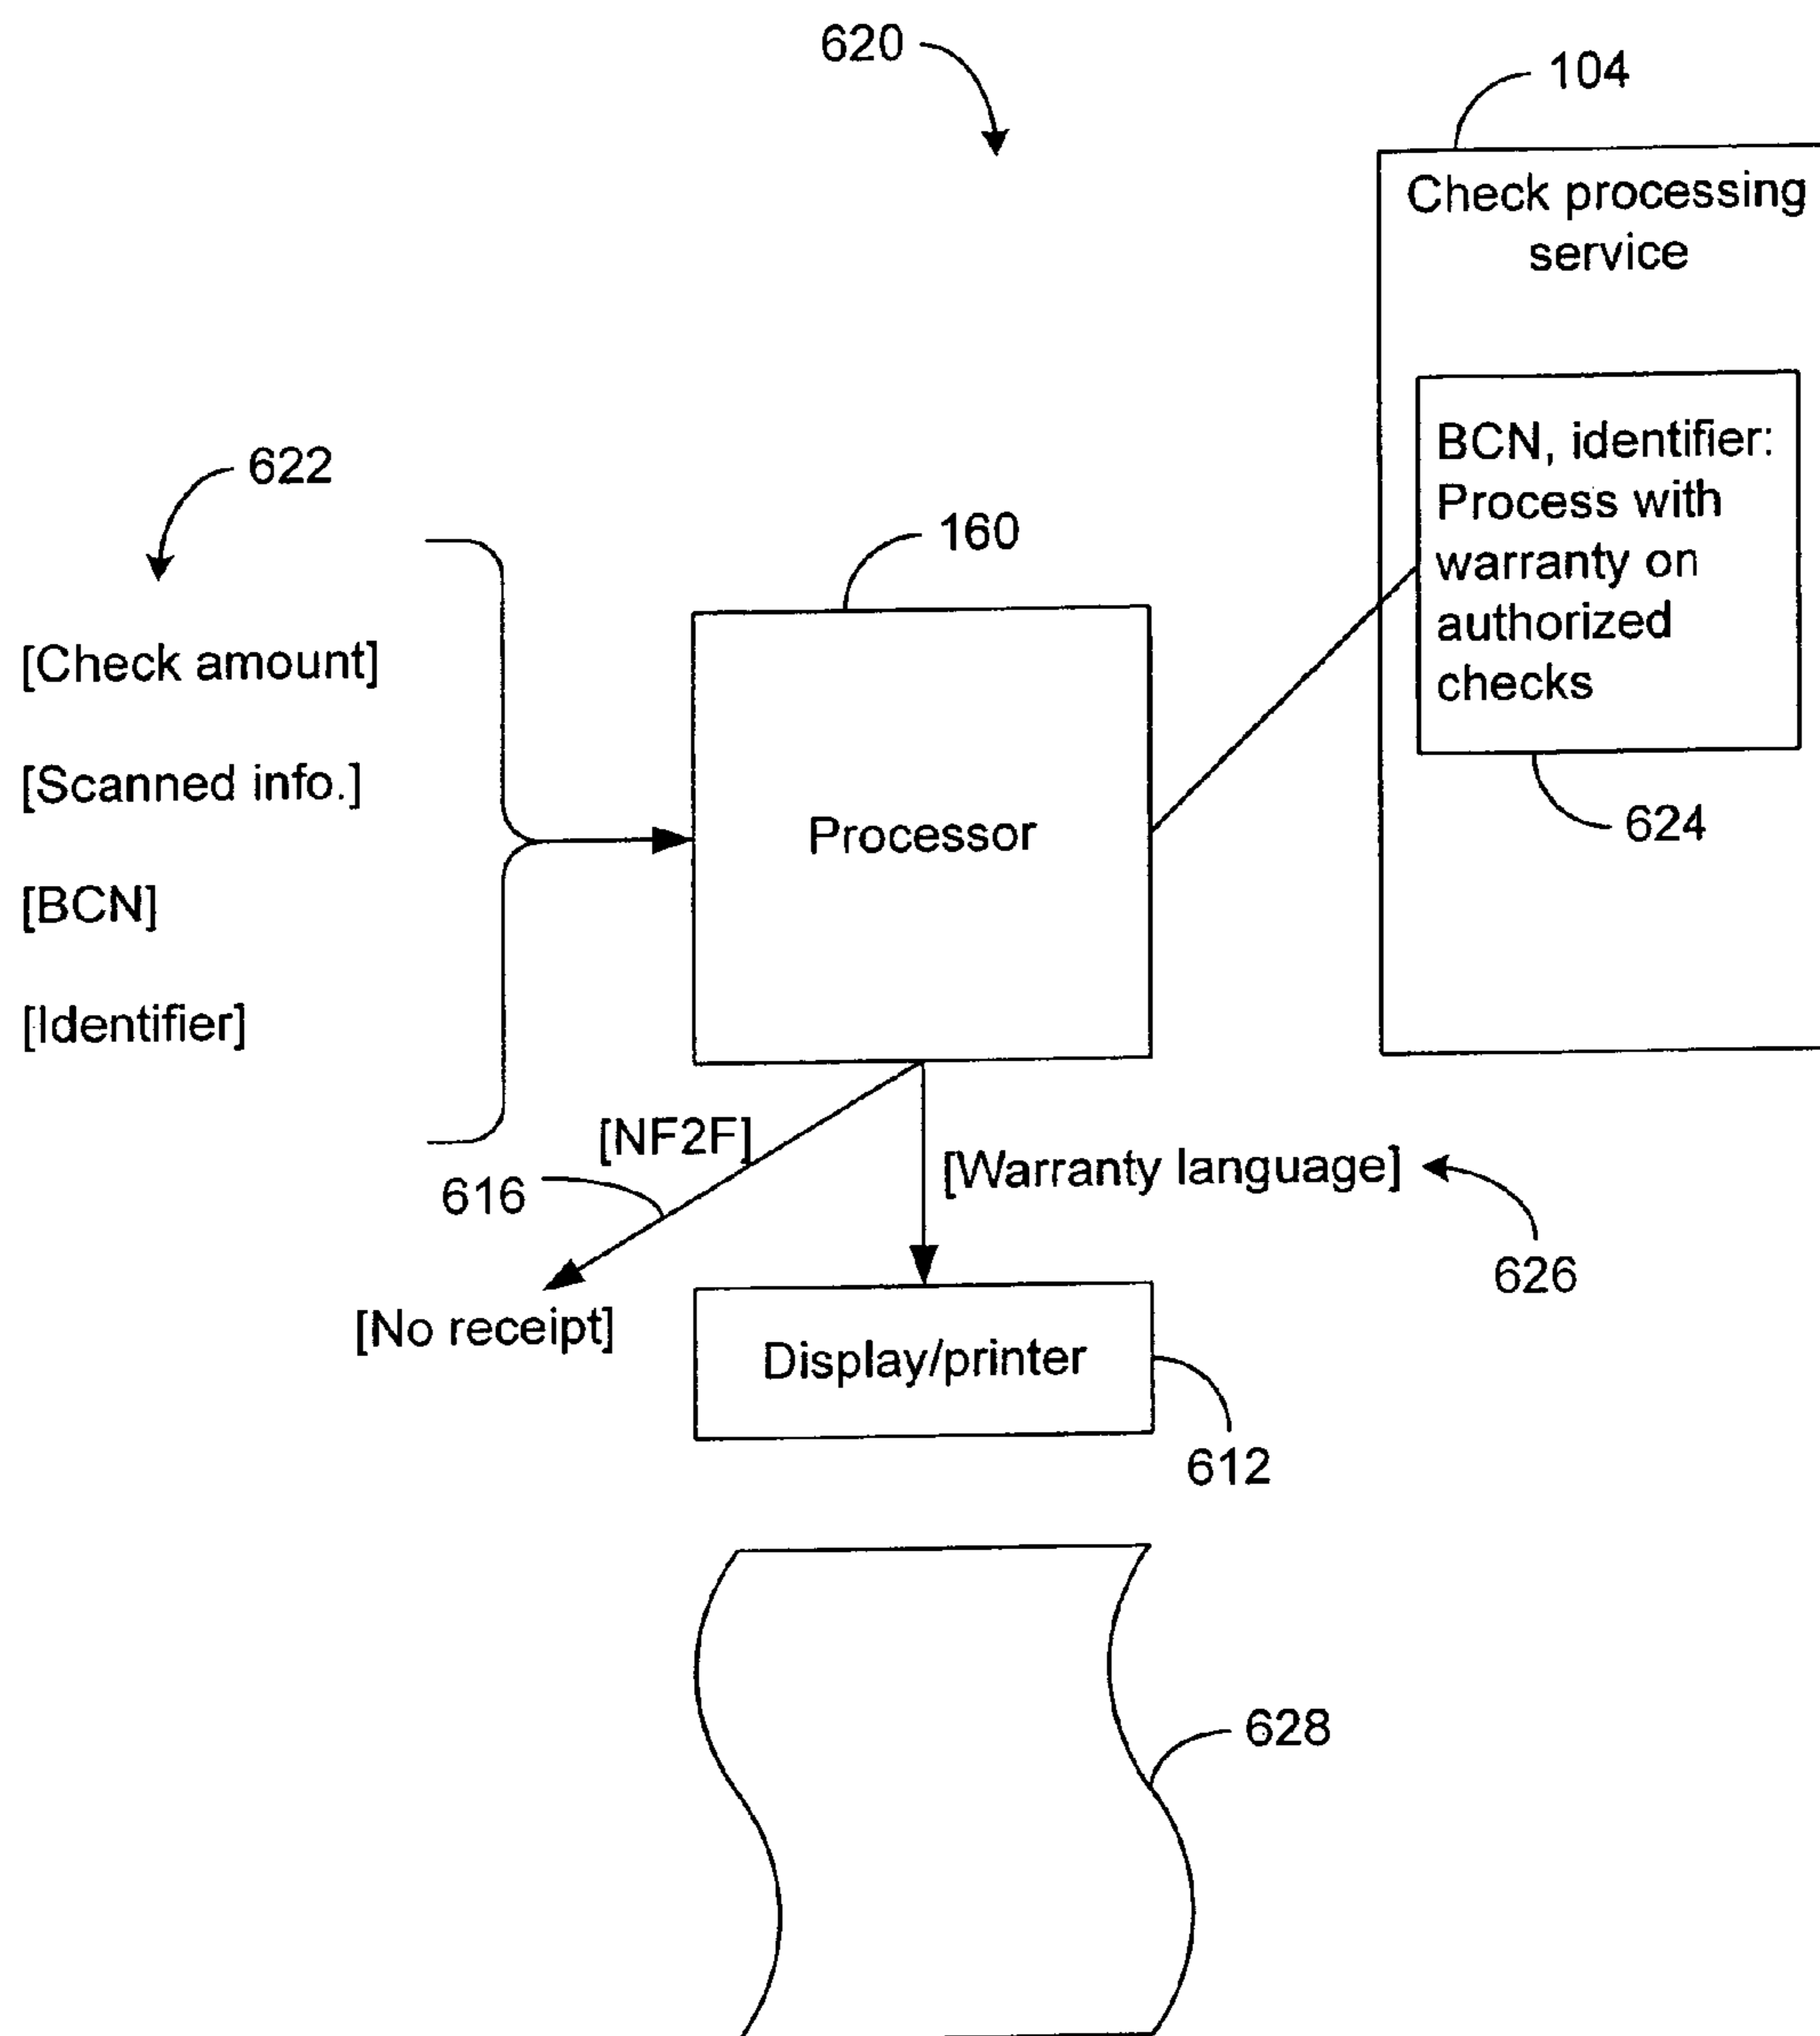 620
104
Check processing
service
622
BCN, identifier:
Process with
warranty on
authorized
checks
160
[Check amount]
[Scanned info.]
624
Processor
[BCN]
[Identifier]
[NF2F]
[Warranty language]
616
626
[No receipt]
Display/printer
612
628